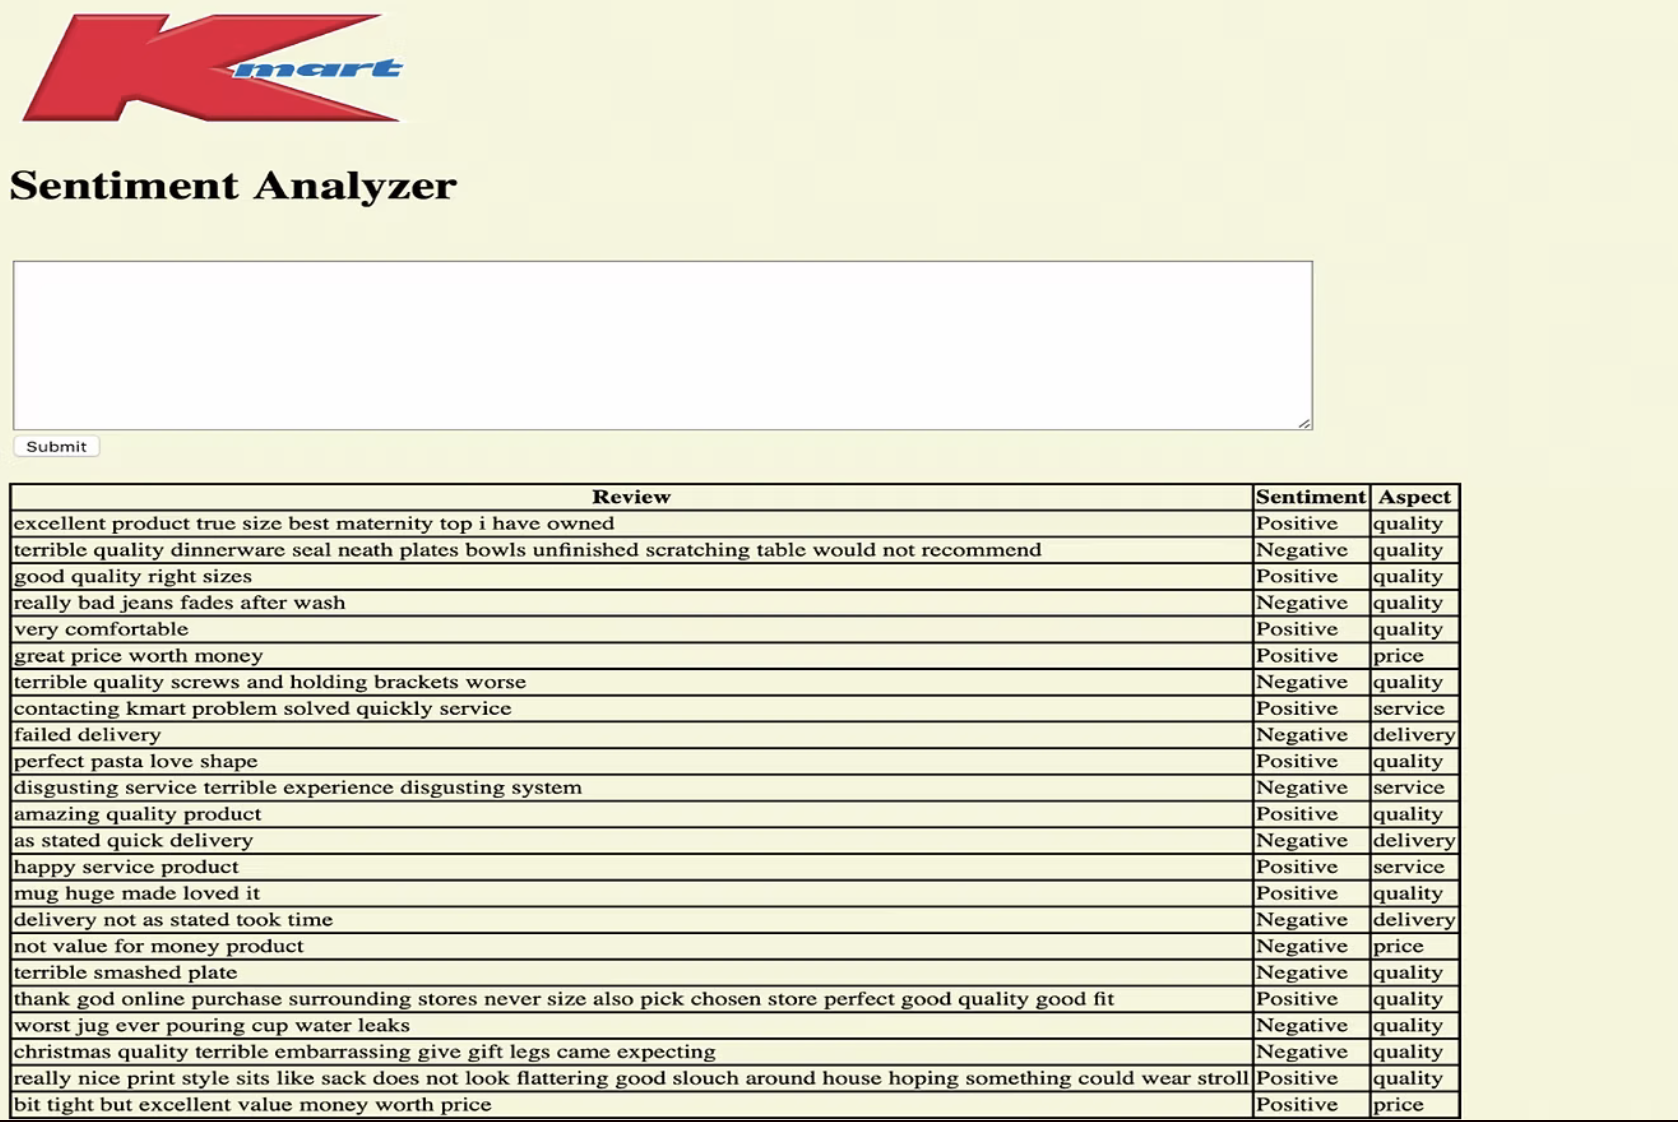 Kmart
Sentiment Analyzer
Submit
Review Sentiment Aspect
excellent product true size best maternity top i have owned Positive quality
terrible quality dinnerware seal neath plates bowls unfinished scratching table would not recommend Negative quality
good quality right sizes Positive quality
really bad jeans fades after wash Negative quality
very comfortable Positive quality
great price worth money Positive price
terrible quality screws and holding brackets worse Negative quality
contacting kmart problem solved quickly service Positive service
failed delivery Negative delivery
perfect pasta love shape Positive quality
disgusting service terrible experience disgusting system Negative service
amazing quality product Positive quality
as stated quick delivery Negative delivery
happy service product Positive service
mug huge made loved it Positive quality
delivery not as stated took time Negative delivery
not value for money product Negative price
terrible smashed plate Negative quality
thank god online purchase surrounding stores never size also pick chosen store perfect good quality good fit Positive quality
worst jug ever pouring cup water leaks Negative quality
christmas quality terrible embarrassing give gift legs came expecting Negative quality
really nice print style sits like sack does not look flattering good slouch around house hoping something could wear stroll Positive quality
bit tight but excellent value money worth price Positive price